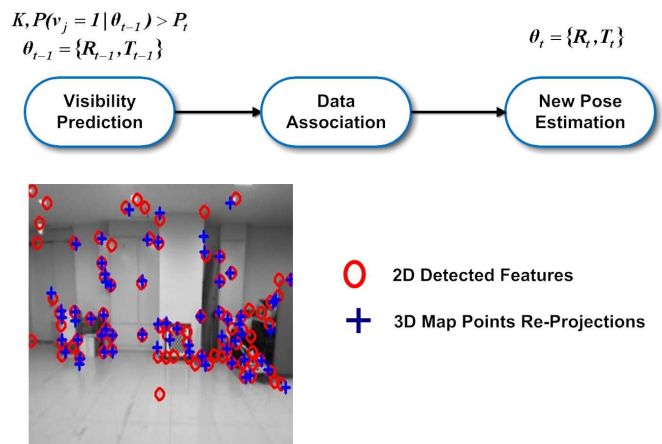 K, P(v_j = 1 | θ_{t-1}) > P_t
θ_{t-1} = {R_{t-1}, T_{t-1}}
θ_t = {R_t, T_t}
Visibility
Prediction
Data
Association
New Pose
Estimation
2D Detected Features
3D Map Points Re-Projections